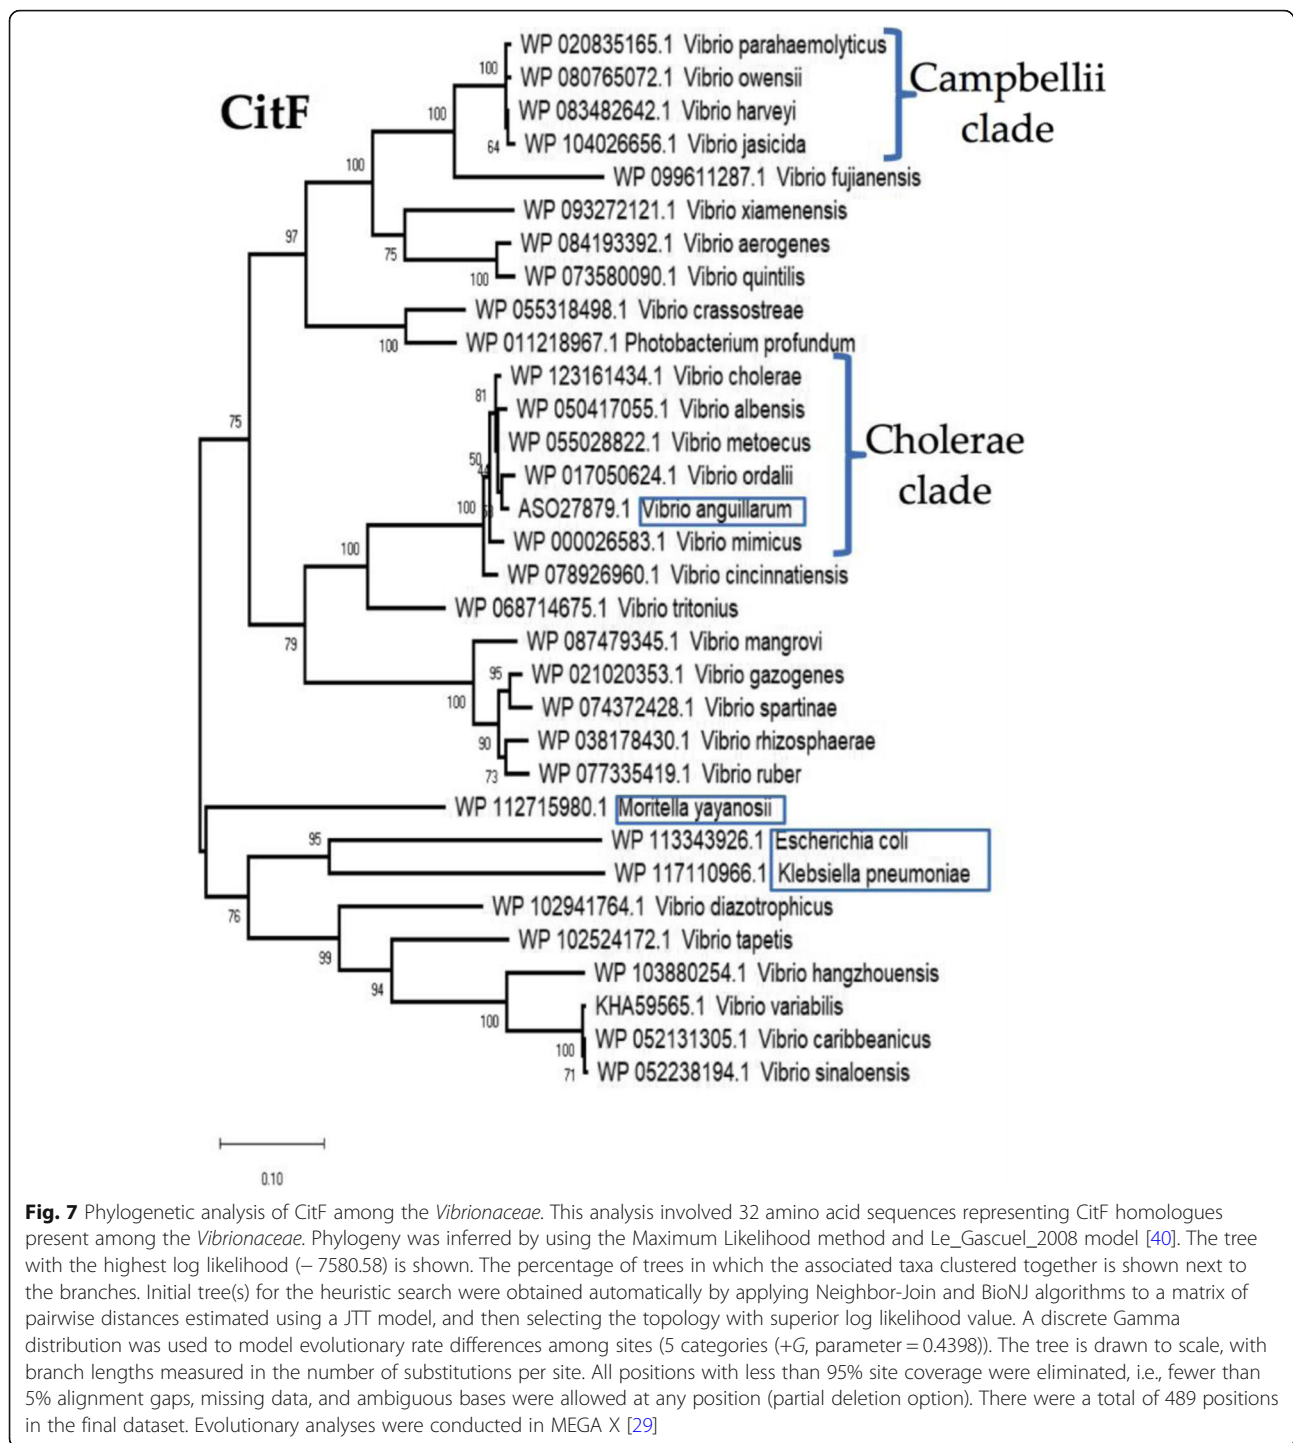 CitF
100
WP 020835165.1 Vibrio parahaemolyticus
WP 080765072.1 Vibrio owensii
WP 083482642.1 Vibrio harveyi
64
WP 104026656.1 Vibrio jasicida
Campbellii
clade
100
WP 099611287.1 Vibrio fujianensis
100
WP 093272121.1 Vibrio xiamenensis
97
75
WP 084193392.1 Vibrio aerogenes
100
WP 073580090.1 Vibrio quintilis
WP 055318498.1 Vibrio crassostreae
100
WP 011218967.1 Photobacterium profundum
WP 123161434.1 Vibrio cholerae
81
WP 050417055.1 Vibrio albensis
75
WP 055028822.1 Vibrio metoecus
50
44
WP 017050624.1 Vibrio ordalii
100
ASO27879.1 Vibrio anguillarum
WP 000026583.1 Vibrio mimicus
Cholerae
clade
100
WP 078926960.1 Vibrio cincinnatiensis
WP 068714675.1 Vibrio tritonius
79
WP 087479345.1 Vibrio mangrovi
95
WP 021020353.1 Vibrio gazogenes
100
WP 074372428.1 Vibrio spartinae
90
WP 038178430.1 Vibrio rhizosphaerae
73
WP 077335419.1 Vibrio ruber
WP 112715980.1 Moritella yayanosii
95
WP 113343926.1 Escherichia coli
WP 117110966.1 Klebsiella pneumoniae
76
WP 102941764.1 Vibrio diazotrophicus
99
WP 102524172.1 Vibrio tapetis
94
WP 103880254.1 Vibrio hangzhouensis
100
KHA59565.1 Vibrio variabilis
100
WP 052131305.1 Vibrio caribbeanicus
71
WP 052238194.1 Vibrio sinaloensis
0.10
Fig. 7 Phylogenetic analysis of CitF among the Vibrionaceae. This analysis involved 32 amino acid sequences representing CitF homologues
present among the Vibrionaceae. Phylogeny was inferred by using the Maximum Likelihood method and Le_Gascuel_2008 model [40]. The tree
with the highest log likelihood (− 7580.58) is shown. The percentage of trees in which the associated taxa clustered together is shown next to
the branches. Initial tree(s) for the heuristic search were obtained automatically by applying Neighbor-Join and BioNJ algorithms to a matrix of
pairwise distances estimated using a JTT model, and then selecting the topology with superior log likelihood value. A discrete Gamma
distribution was used to model evolutionary rate differences among sites (5 categories (+G, parameter = 0.4398)). The tree is drawn to scale, with
branch lengths measured in the number of substitutions per site. All positions with less than 95% site coverage were eliminated, i.e., fewer than
5% alignment gaps, missing data, and ambiguous bases were allowed at any position (partial deletion option). There were a total of 489 positions
in the final dataset. Evolutionary analyses were conducted in MEGA X [29]